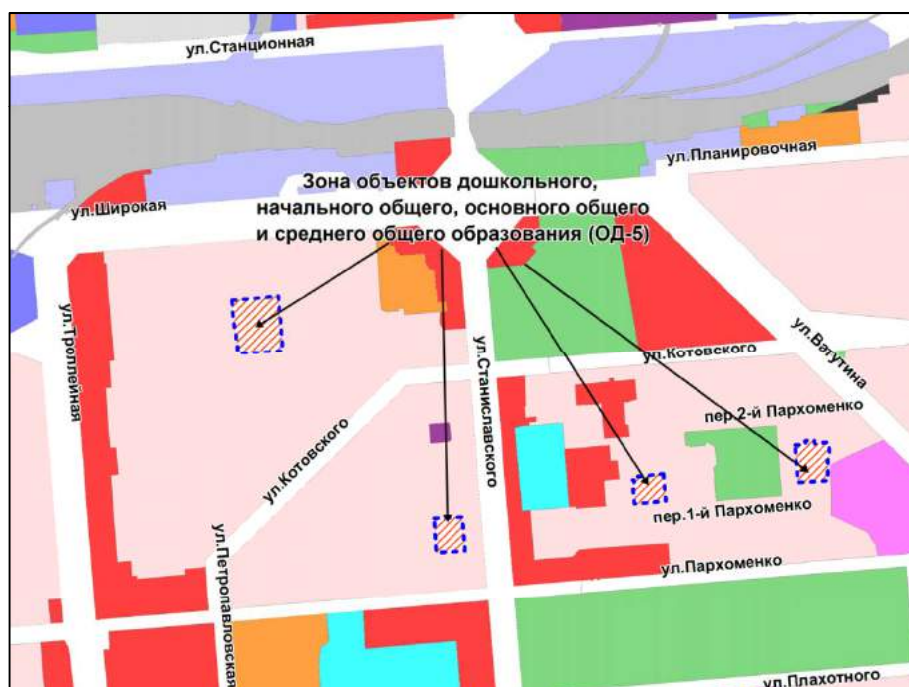 ул.Станционная
ул.Планировочная
Зона объектов дошкольного,
начального общего, основного общего
и среднего общего образования (ОД-5)
ул.Широкая
ул.Троллейная
ул.Станиславского
ул.Котовского
ул.Ватутина
ул.Котовского
пер.2-й Пархоменко
пер.1-й Пархоменко
ул.Петропавловская
ул.Пархоменко
ул.Плахотного